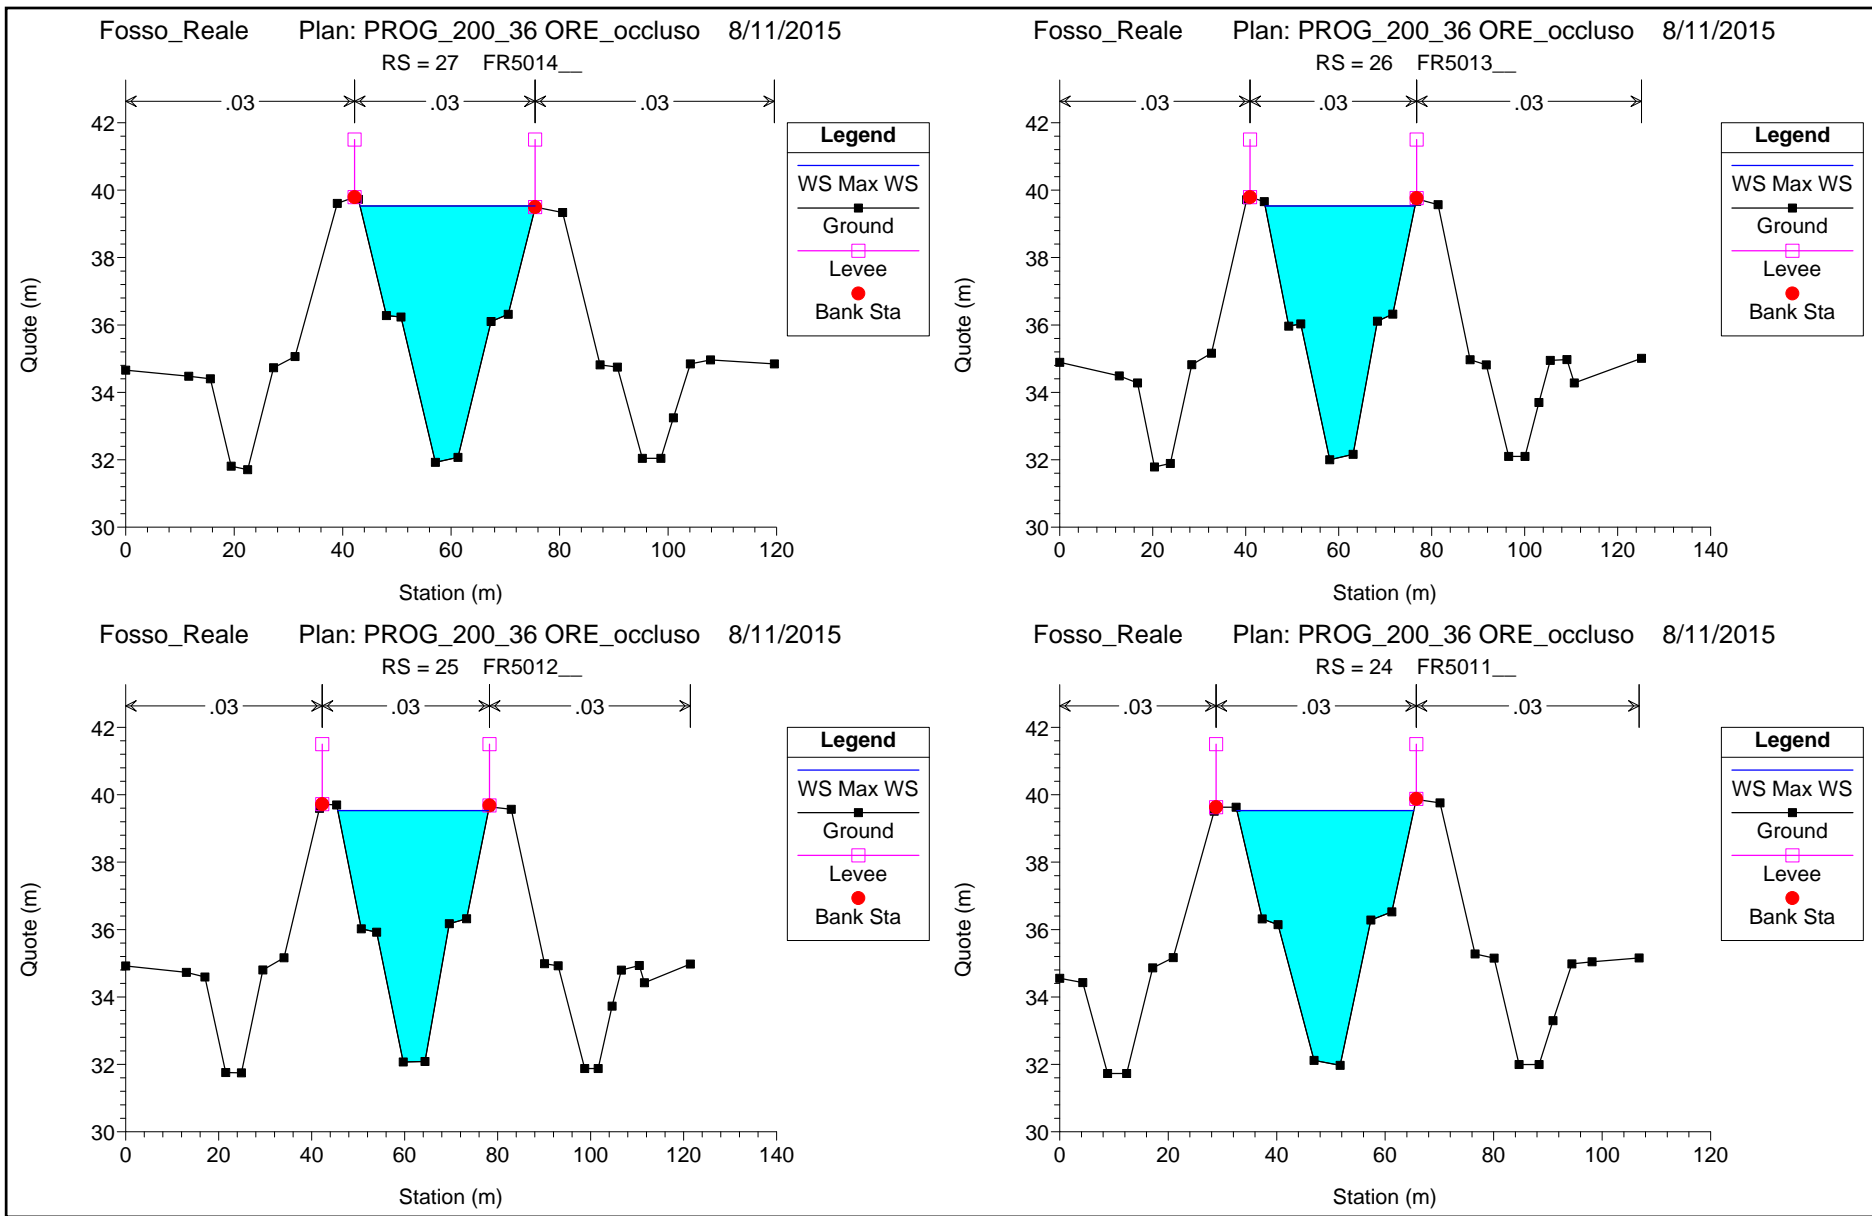 Fosso_Reale Plan: PROG_200_36 ORE_occluso 8/11/2015
RS = 27 FR5014__
.03 .03 .03
42
40
38
36
34
32
30
0 20 40 60 80 100 120
Quote (m)
Station (m)
Legend
WS Max WS
Ground
Levee
Bank Sta
Fosso_Reale Plan: PROG_200_36 ORE_occluso 8/11/2015
RS = 26 FR5013__
.03 .03 .03
42
40
38
36
34
32
30
0 20 40 60 80 100 120 140
Quote (m)
Station (m)
Legend
WS Max WS
Ground
Levee
Bank Sta
Fosso_Reale Plan: PROG_200_36 ORE_occluso 8/11/2015
RS = 25 FR5012__
.03 .03 .03
42
40
38
36
34
32
30
0 20 40 60 80 100 120 140
Quote (m)
Station (m)
Legend
WS Max WS
Ground
Levee
Bank Sta
Fosso_Reale Plan: PROG_200_36 ORE_occluso 8/11/2015
RS = 24 FR5011__
.03 .03 .03
42
40
38
36
34
32
30
0 20 40 60 80 100 120
Quote (m)
Station (m)
Legend
WS Max WS
Ground
Levee
Bank Sta